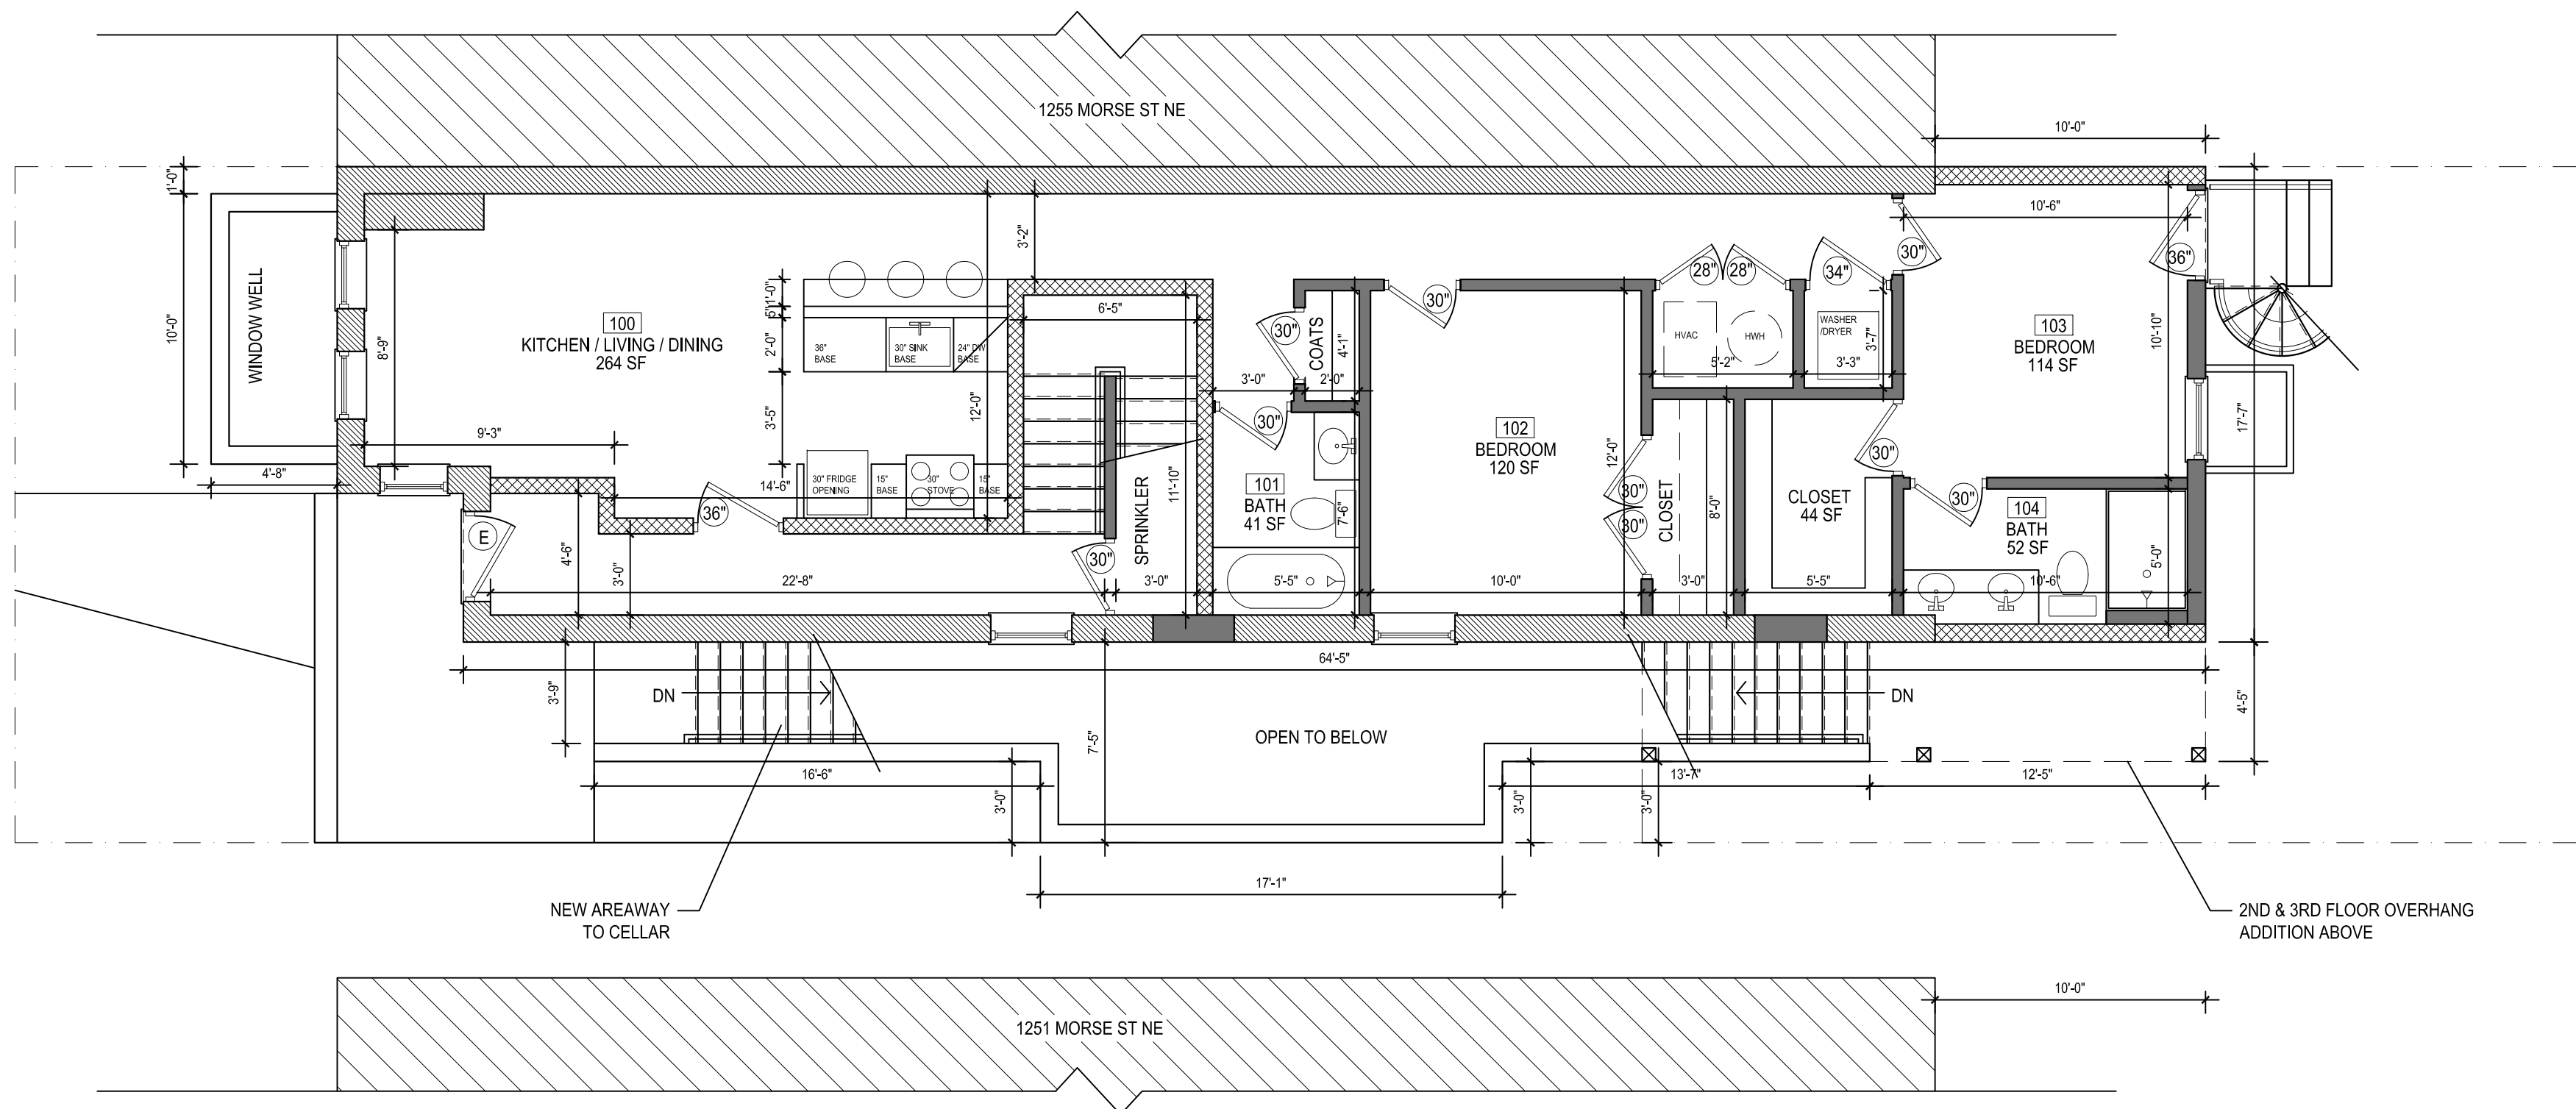 1255 MORSE ST NE
10'-0"
1'-0"
10'-0"
WINDOW WELL
4'-8"
8'-9"
9'-3"
100
KITCHEN / LIVING / DINING
264 SF
1'-0"
5"
2'-0"
3'-5"
36"
BASE
30" SINK
BASE
24" DW
BASE
12'-0"
3'-2"
6'-5"
14'-6"
30" FRIDGE
OPENING
15"
BASE
30"
STOVE
15"
BASE
36"
E
4'-6"
3'-0"
22'-8"
30"
SPRINKLER
11'-10"
3'-0"
30"
COATS
4'-1"
3'-0"
2'-0"
30"
101
BATH
41 SF
7'-6"
5'-5"
30"
102
BEDROOM
120 SF
12'-0"
10'-0"
30"
30"
CLOSET
8'-0"
3'-0"
28"
28"
HVAC
HWH
5'-2"
34"
WASHER
/DRYER
3'-7"
3'-3"
30"
CLOSET
44 SF
5'-5"
30"
10'-6"
36"
103
BEDROOM
114 SF
10'-10"
30"
104
BATH
52 SF
5'-0"
10'-6"
17'-7"
64'-5"
3'-9"
DN
16'-6"
3'-0"
7'-5"
OPEN TO BELOW
DN
4'-5"
3'-0"
3'-0"
13'-7"
12'-5"
17'-1"
NEW AREAWAY
TO CELLAR
2ND & 3RD FLOOR OVERHANG
ADDITION ABOVE
1251 MORSE ST NE
10'-0"